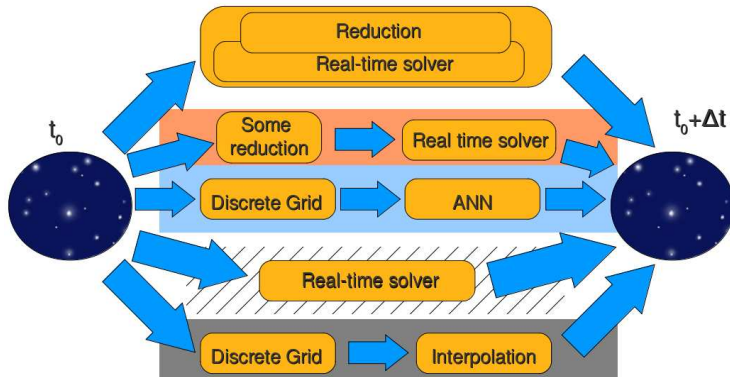 Reduction
Real-time solver
t₀
t₀+Δt
Some
reduction
Real time solver
Discrete Grid
ANN
Real-time solver
Discrete Grid
Interpolation